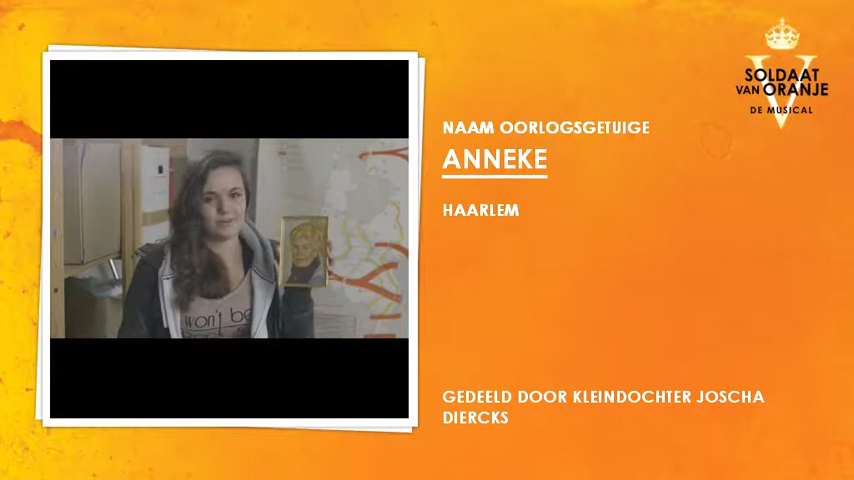 SOLDAAT
VAN ORANJE
DE MUSICAL
NAAM OORLOGSGETUIGE
ANNEKE
HAARLEM
won't be
GEDEELD DOOR KLEINDOCHTER JOSCHA
DIERCKS